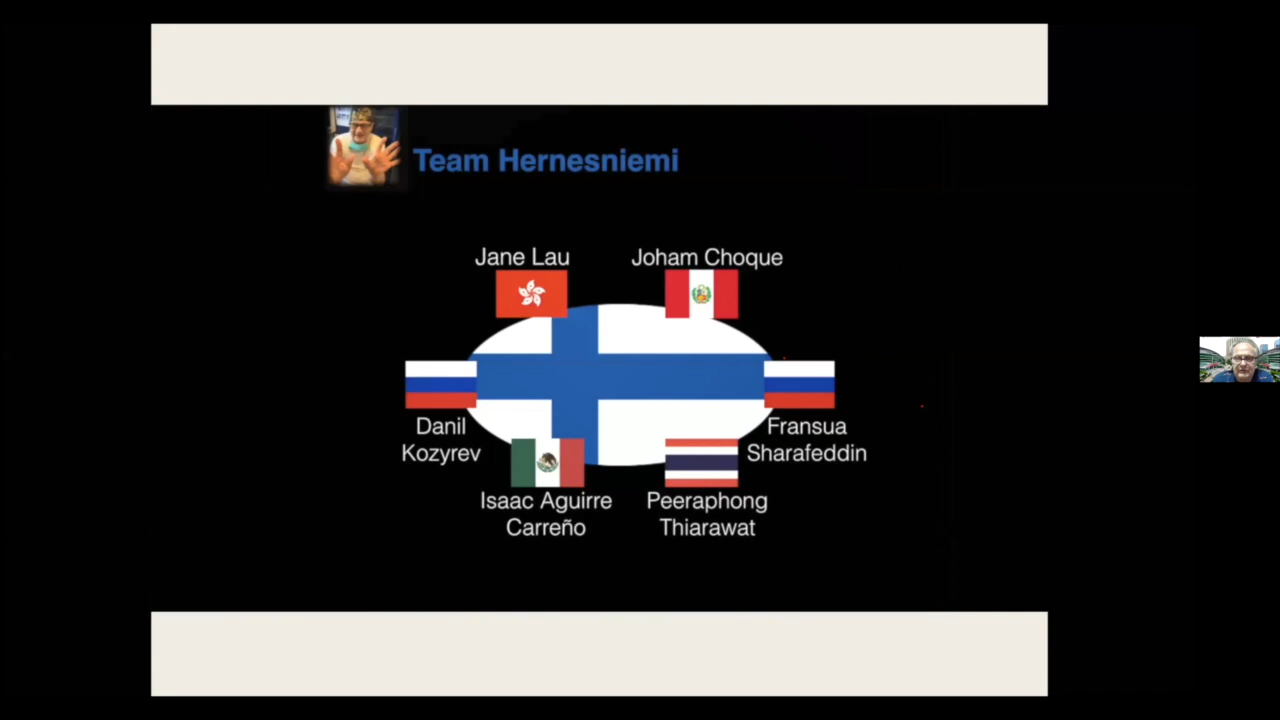 Team Hernesniemi
Jane Lau
Joham Choque
Danil
Kozyrev
Fransua
Sharafeddin
Isaac Aguirre
Carreño
Peeraphong
Thiarawat